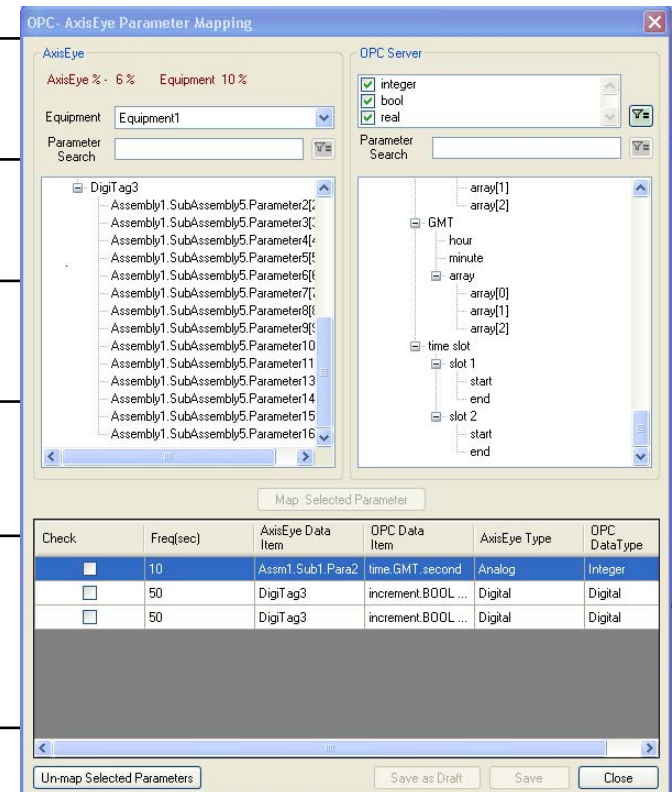 OPC- AxisEye Parameter Mapping
AxisEye
AxisEye % - 6 % Equipment 10 %
Equipment Equipment1
Parameter Search
DigiTag3
Assembly1.SubAssembly5.Parameter2[
Assembly1.SubAssembly5.Parameter3[
Assembly1.SubAssembly5.Parameter4[
Assembly1.SubAssembly5.Parameter5[
Assembly1.SubAssembly5.Parameter6[
Assembly1.SubAssembly5.Parameter7[
Assembly1.SubAssembly5.Parameter8[
Assembly1.SubAssembly5.Parameter9[
Assembly1.SubAssembly5.Parameter10
Assembly1.SubAssembly5.Parameter11
Assembly1.SubAssembly5.Parameter13
Assembly1.SubAssembly5.Parameter14
Assembly1.SubAssembly5.Parameter15
Assembly1.SubAssembly5.Parameter16
OPC Server
integer
bool
real
Parameter Search
array[1]
array[2]
GMT
hour
minute
array
array[0]
array[1]
array[2]
time slot
slot 1
start
end
slot 2
start
end
Map Selected Parameter
Check Freq(sec) AxisEye Data Item OPC Data Item AxisEye Type OPC DataType
10 Assm1.Sub1.Para2 time.GMT.second Analog Integer
50 DigiTag3 increment.BOOL ... Digital Digital
50 DigiTag3 increment.BOOL ... Digital Digital
Un-map Selected Parameters Save as Draft Save Close